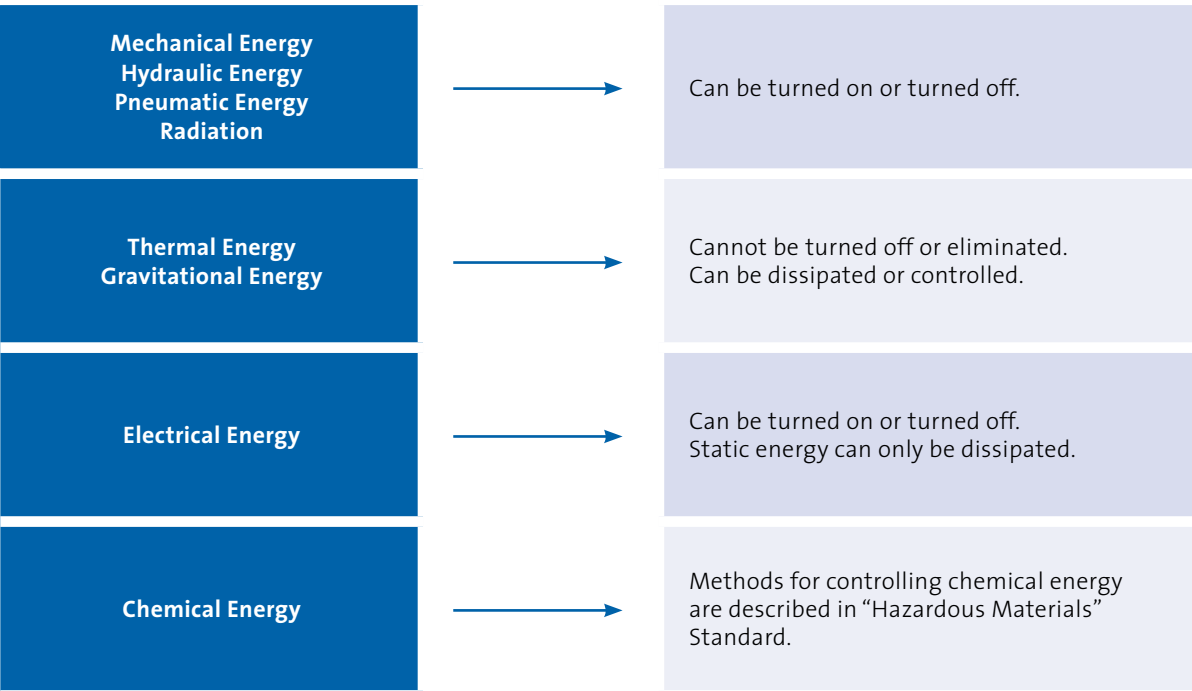 Mechanical Energy
Hydraulic Energy
Pneumatic Energy
Radiation
Can be turned on or turned off.
Thermal Energy
Gravitational Energy
Cannot be turned off or eliminated.
Can be dissipated or controlled.
Electrical Energy
Can be turned on or turned off.
Static energy can only be dissipated.
Chemical Energy
Methods for controlling chemical energy
are described in “Hazardous Materials”
Standard.